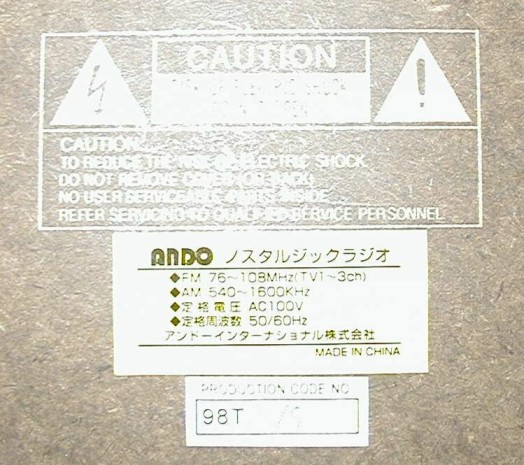 CAUTION
CAUTION:
TO REDUCE THE RISK OF ELECTRIC SHOCK
DO NOT REMOVE COVER (OR BACK)
NO USER SERVICEABLE PARTS INSIDE
REFER SERVICING TO QUALIFIED SERVICE PERSONNEL
ANDO ノスタルジックラジオ
◆FM 76～108MHz(TV1～3ch)
◆AM 540～1600KHz
◆定格電圧 AC100V
◆定格周波数 50/60Hz
アンドーインターナショナル株式会社
MADE IN CHINA
PRODUCTION CODE NO
98T